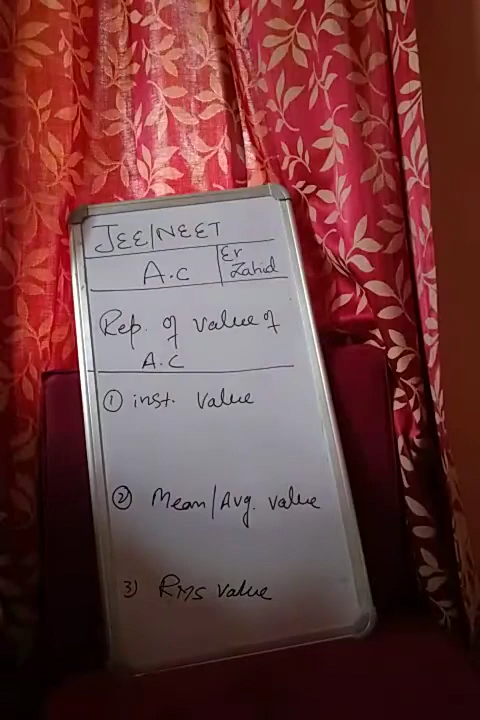 JEE/NEET
A.C
Er
Zahid
Rep. of value of
A.C
① inst. value
② Mean/Avg. value
3) RMS value